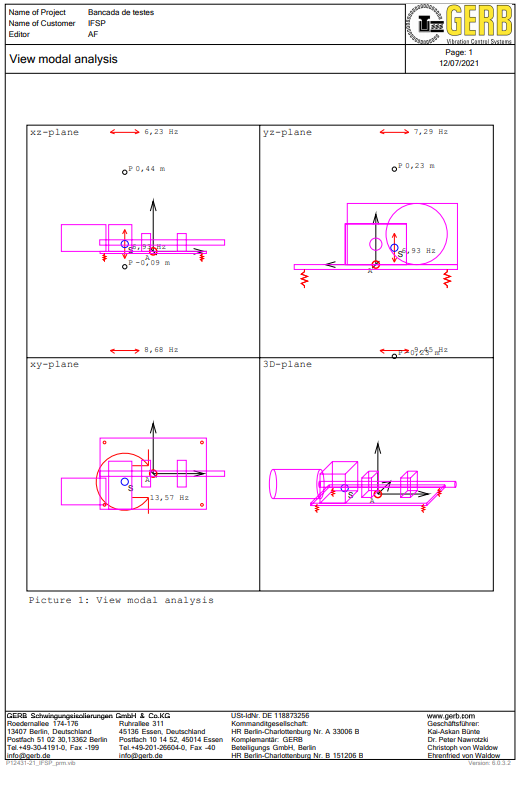 Name of Project Bancada de testes
Name of Customer IFSP
Editor AF
GERB
Vibration Control Systems
View modal analysis
Page: 1
12/07/2021
xz-plane
6,23 Hz
P 0,44 m
S
A
P -0,09 m
8,68 Hz
yz-plane
7,29 Hz
P 0,23 m
6,93 Hz
S
A
9,45 Hz
xy-plane
A
S
13,57 Hz
3D-plane
S
A
Picture 1: View modal analysis
GERB Schwingungsisolierungen GmbH & Co.KG
Roedernallee 174-176
13407 Berlin, Deutschland
Postfach 51 02 30,13362 Berlin
Tel.+49-30-4191-0, Fax -199
info@gerb.de
Ruhrallee 311
45136 Essen, Deutschland
Postfach 10 14 52, 45014 Essen
Tel.+49-201-26604-0, Fax -40
info@gerb.de
USt-IdNr. DE 118873256
Kommanditgesellschaft:
HR Berlin-Charlottenburg Nr. A 33006 B
Komplementär: GERB
Beteiligungs GmbH, Berlin
HR Berlin-Charlottenburg Nr. B 151206 B
www.gerb.com
Geschäftsführer:
Kai-Askan Bünte
Dr. Peter Nawrotzki
Christoph von Waldow
Ehrenfried von Waldow
P12431-21_IFSP_prm.vib
Version: 6.0.3.2